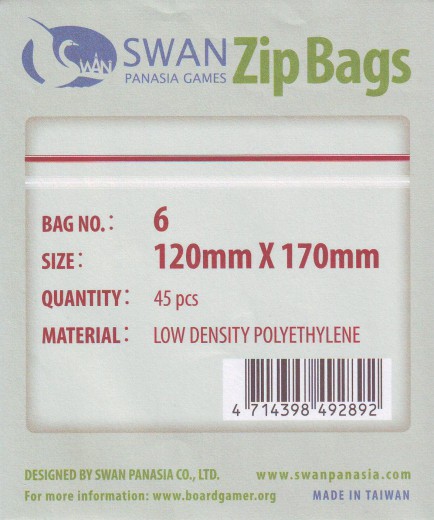 SWAN
SWAN
PANASIA GAMES
Zip Bags
BAG NO.: 6
SIZE: 120mm X 170mm
QUANTITY: 45 pcs
MATERIAL: LOW DENSITY POLYETHYLENE
4 714398 492892
DESIGNED BY SWAN PANASIA CO., LTD. www.swanpanasia.com
For more information: www.boardgamer.org MADE IN TAIWAN